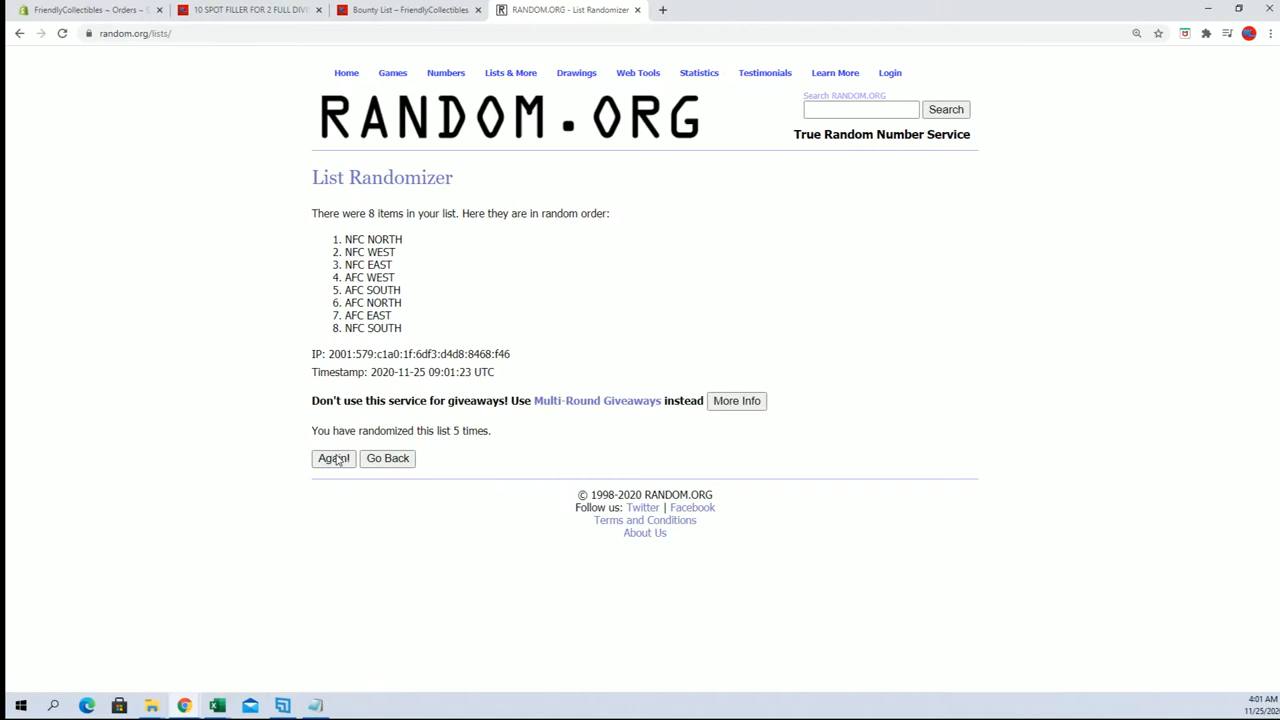 FriendlyCollectibles ~ Orders ~ S
10 SPOT FILLER FOR 2 FULL DIVI
Bounty List – FriendlyCollectibles
RANDOM.ORG - List Randomizer
random.org/lists/
Home Games Numbers Lists & More Drawings Web Tools Statistics Testimonials Learn More Login
Search RANDOM.ORG
RANDOM.ORG
Search
True Random Number Service
List Randomizer
There were 8 items in your list. Here they are in random order:
1. NFC NORTH
2. NFC WEST
3. NFC EAST
4. AFC WEST
5. AFC SOUTH
6. AFC NORTH
7. AFC EAST
8. NFC SOUTH
IP: 2001:579:c1a0:1f:6df3:d4d8:8468:f46
Timestamp: 2020-11-25 09:01:23 UTC
Don't use this service for giveaways! Use Multi-Round Giveaways instead More Info
You have randomized this list 5 times.
Again! Go Back
© 1998-2020 RANDOM.ORG
Follow us: Twitter | Facebook
Terms and Conditions
About Us
4:01 AM
11/25/202